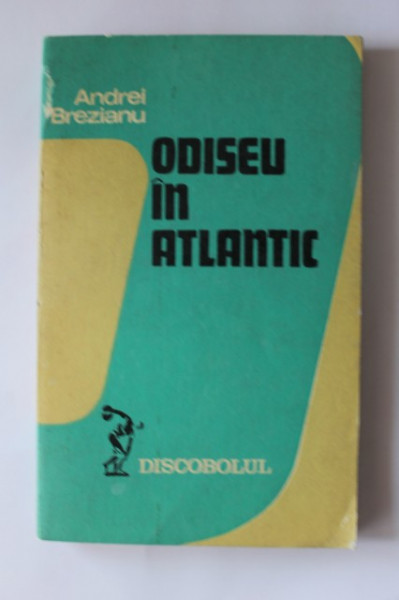 Andrei
Brezianu
ODISEU
ÎN
ATLANTIC
DISCOBOLUL